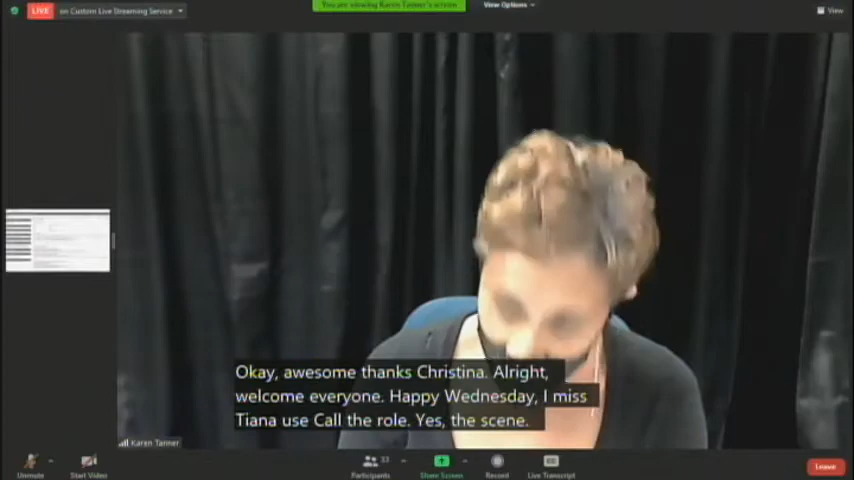 LIVE on Custom Live Streaming Service
You are viewing Karen Tanner's screen
View Options
View
Okay, awesome thanks Christina. Alright,
welcome everyone. Happy Wednesday, I miss
Tiana use Call the role. Yes, the scene.
Karen Tanner
Unmute
Start Video
Participants
33
Share Screen
Record
CC
Live Transcript
Leave